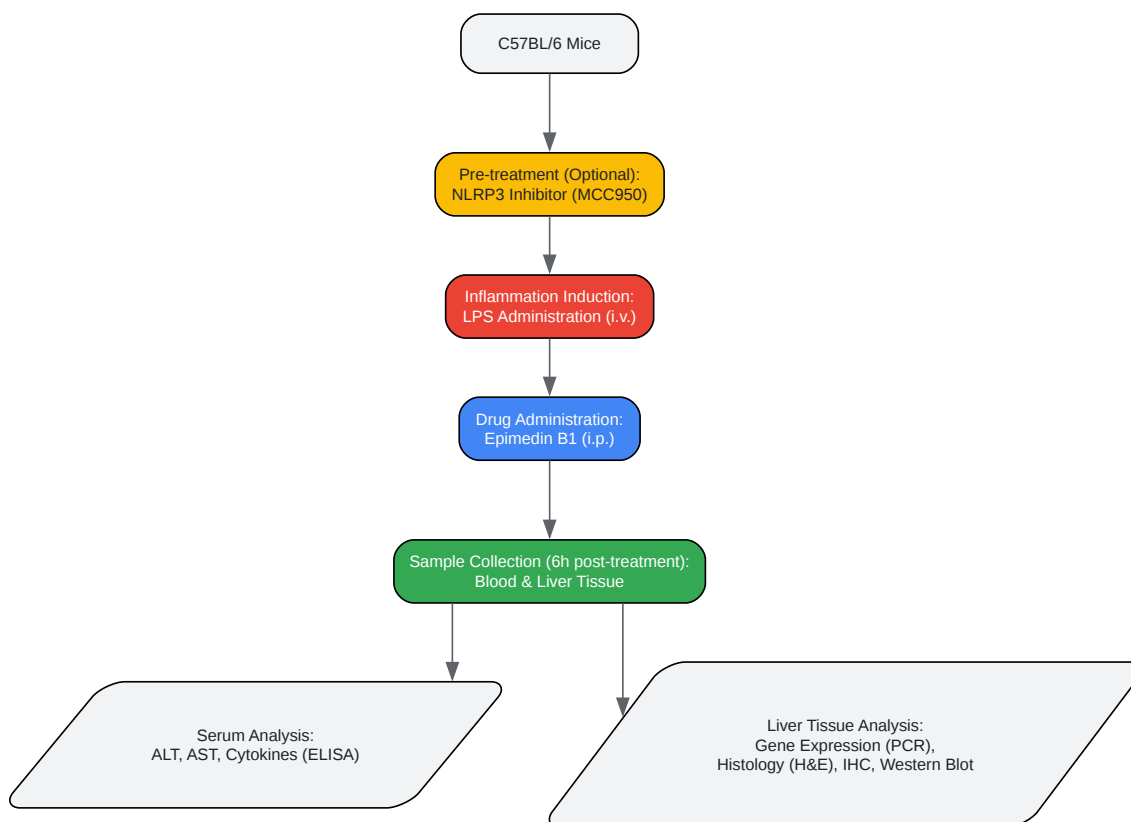 C57BL/6 Mice
Pre-treatment (Optional):
NLRP3 Inhibitor (MCC950)
Inflammation Induction:
LPS Administration (i.v.)
Drug Administration:
Epimedin B1 (i.p.)
Sample Collection (6h post-treatment):
Blood & Liver Tissue
Serum Analysis:
ALT, AST, Cytokines (ELISA)
Liver Tissue Analysis:
Gene Expression (PCR),
Histology (H&E), IHC, Western Blot